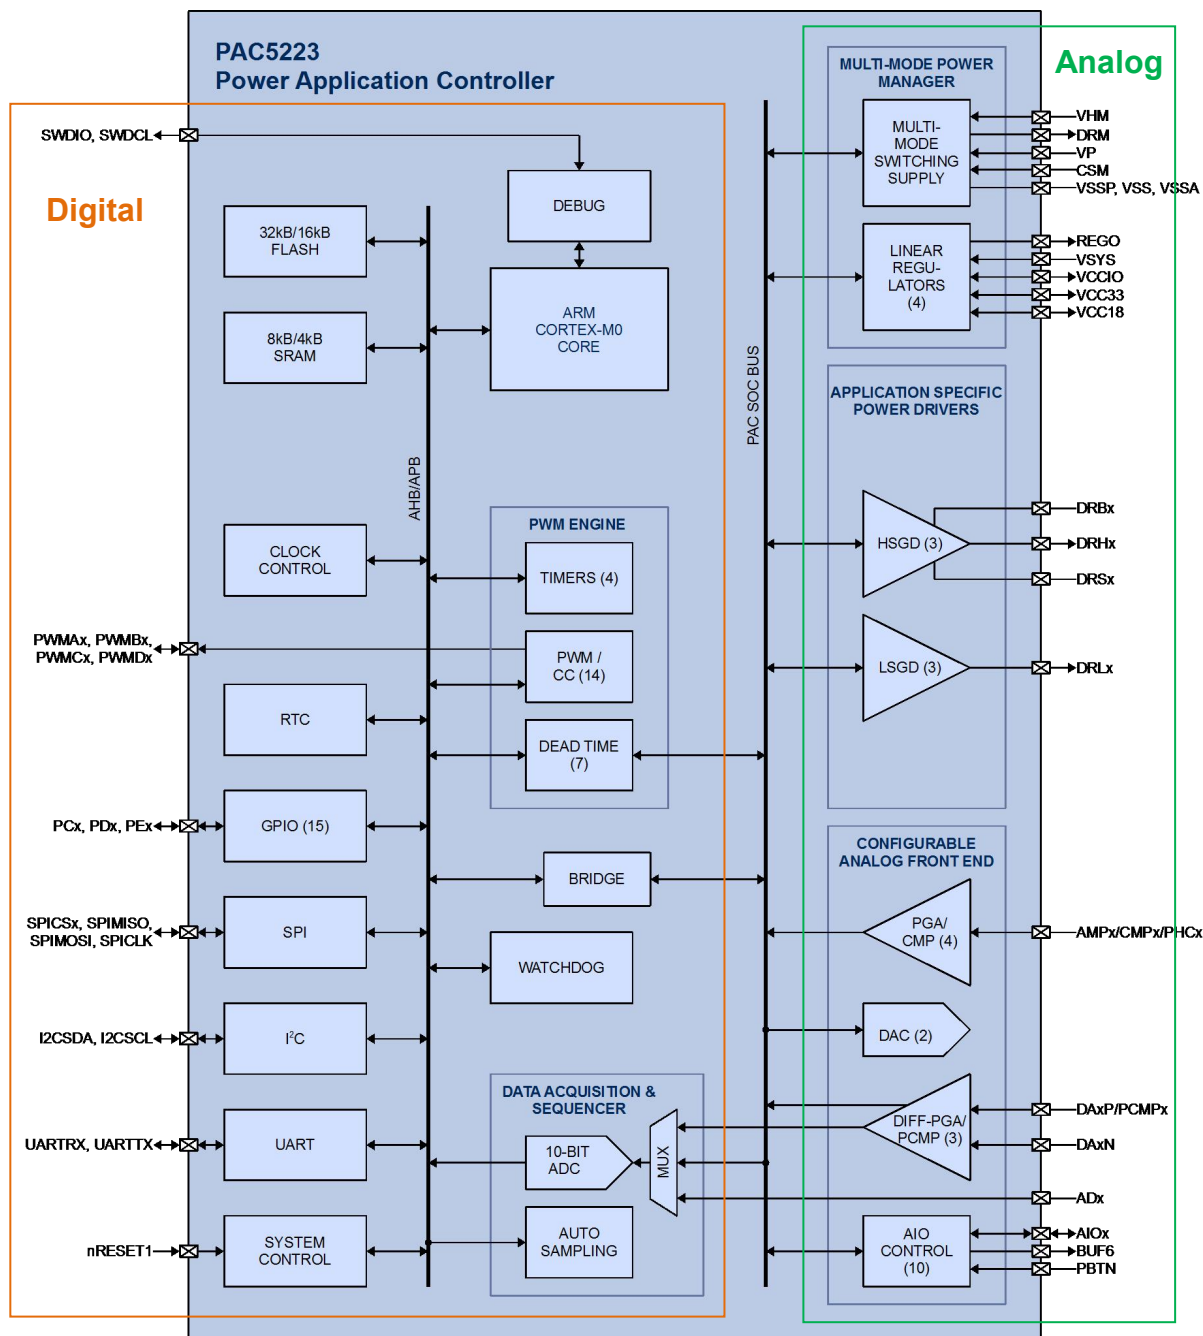 PAC5223
Power Application Controller
Analog
Digital
SWDIO, SWDCL
DEBUG
32kB/16kB
FLASH
8kB/4kB
SRAM
ARM
CORTEX-M0
CORE
AHB/APB
PAC SOC BUS
CLOCK
CONTROL
PWM ENGINE
TIMERS (4)
PWMAx, PWMBx,
PWMCx, PWMDx
PWM /
CC (14)
RTC
DEAD TIME
(7)
PCx, PDx, PEx
GPIO (15)
BRIDGE
SPICSx, SPIMISO,
SPIMOSI, SPICLK
SPI
WATCHDOG
I2CSDA, I2CSCL
I²C
DATA ACQUISITION &
SEQUENCER
UARTRX, UARTTX
UART
10-BIT
ADC
MUX
nRESET1
SYSTEM
CONTROL
AUTO
SAMPLING
MULTI-MODE POWER
MANAGER
MULTI-
MODE
SWITCHING
SUPPLY
VHM
DRM
VP
CSM
VSSP, VSS, VSSA
LINEAR
REGU-
LATORS
(4)
REGO
VSYS
VCCIO
VCC33
VCC18
APPLICATION SPECIFIC
POWER DRIVERS
HSGD (3)
DRBx
DRHx
DRSx
LSGD (3)
DRLx
CONFIGURABLE
ANALOG FRONT END
PGA/
CMP (4)
AMPx/CMPx/PHCx
DAC (2)
DIFF-PGA/
PCMP (3)
DAxP/PCMPx
DAxN
ADx
AIO
CONTROL
(10)
AIOx
BUF6
PBTN